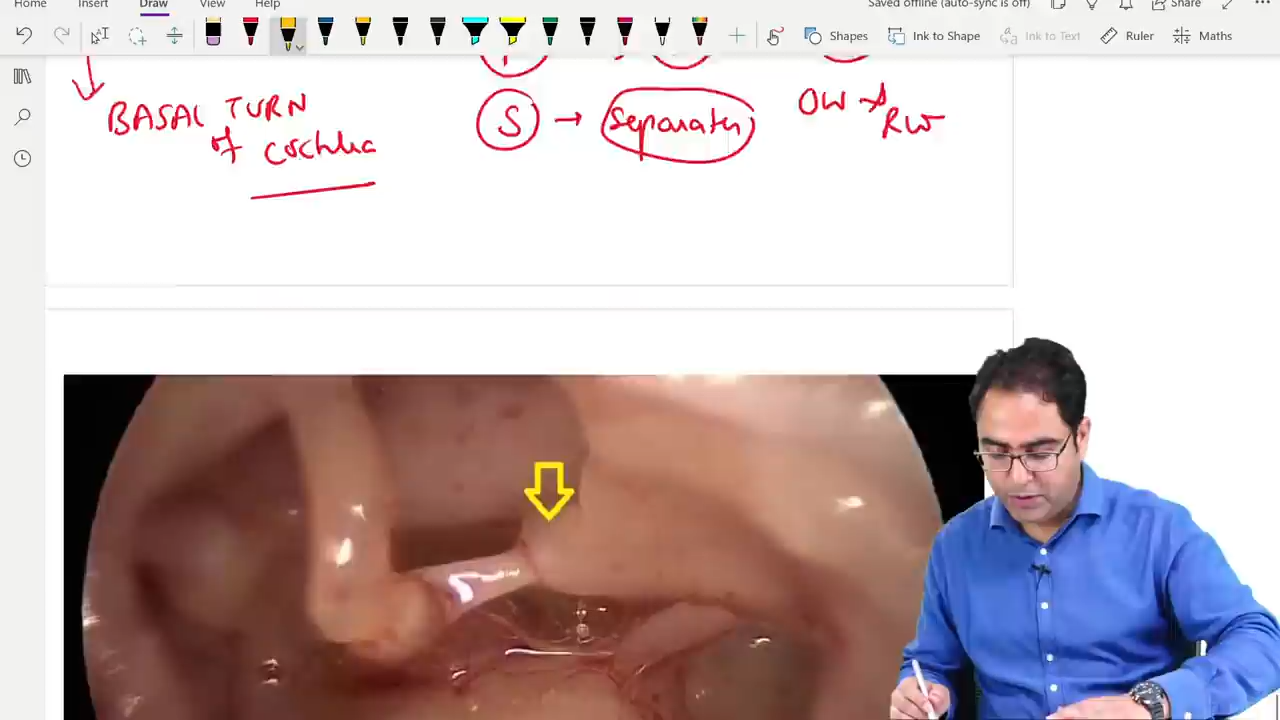 Home Insert Draw View Help
Saved offline (auto-sync is off)
Share
Shapes
Ink to Shape
Ink to Text
Ruler
Maths
BASAL TURN
of cochlea
S → Separates OW
RW